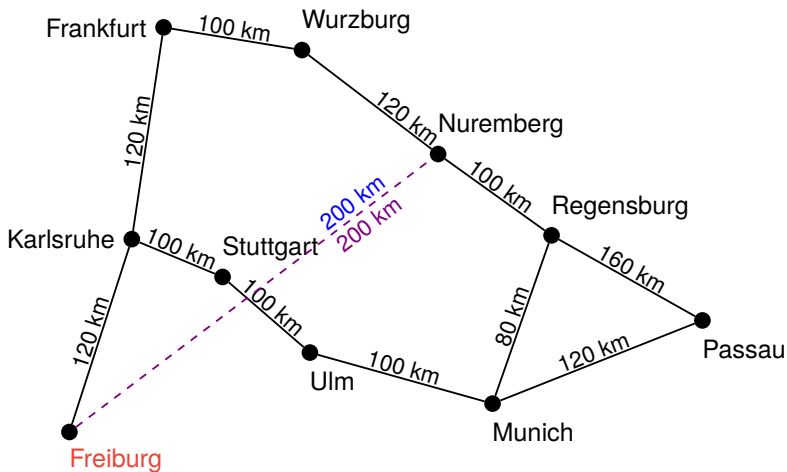 Frankfurt
100 km
Wurzburg
120 km
120 km
Nuremberg
100 km
200 km
200 km
Regensburg
Karlsruhe
100 km
Stuttgart
160 km
100 km
80 km
120 km
100 km
120 km
Passau
Ulm
Munich
Freiburg